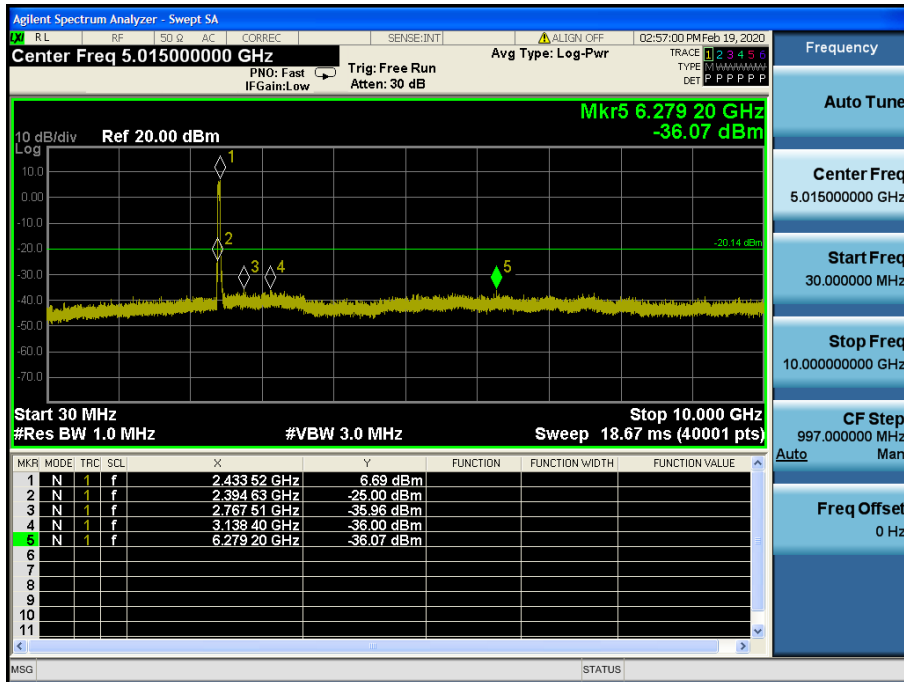 Agilent Spectrum Analyzer - Swept SA
LXI RL RF 50 Ω AC CORREC SENSE:INT ALIGN OFF 02:57:00 PM Feb 19, 2020
Center Freq 5.015000000 GHz
PNO: Fast
IFGain:Low
Trig: Free Run
Atten: 30 dB
Avg Type: Log-Pwr
TRACE 1 2 3 4 5 6
TYPE M WWWWW
DET P P P P P P
Mkr5 6.279 20 GHz
-36.07 dBm
10 dB/div Ref 20.00 dBm
Log
10.0
0.00
-10.0
-20.0
-30.0
-40.0
-50.0
-60.0
-70.0
1
2
3
4
5
-20.14 dBm
Start 30 MHz Stop 10.000 GHz
#Res BW 1.0 MHz #VBW 3.0 MHz Sweep 18.67 ms (40001 pts)
MKR MODE TRC SCL X Y FUNCTION FUNCTION WIDTH FUNCTION VALUE
1 N 1 f 2.433 52 GHz 6.69 dBm
2 N 1 f 2.394 63 GHz -25.00 dBm
3 N 1 f 2.767 51 GHz -35.96 dBm
4 N 1 f 3.138 40 GHz -36.00 dBm
5 N 1 f 6.279 20 GHz -36.07 dBm
6
7
8
9
10
11
MSG STATUS
Frequency
Auto Tune
Center Freq
5.015000000 GHz
Start Freq
30.000000 MHz
Stop Freq
10.000000000 GHz
CF Step
997.000000 MHz
Auto Man
Freq Offset
0 Hz